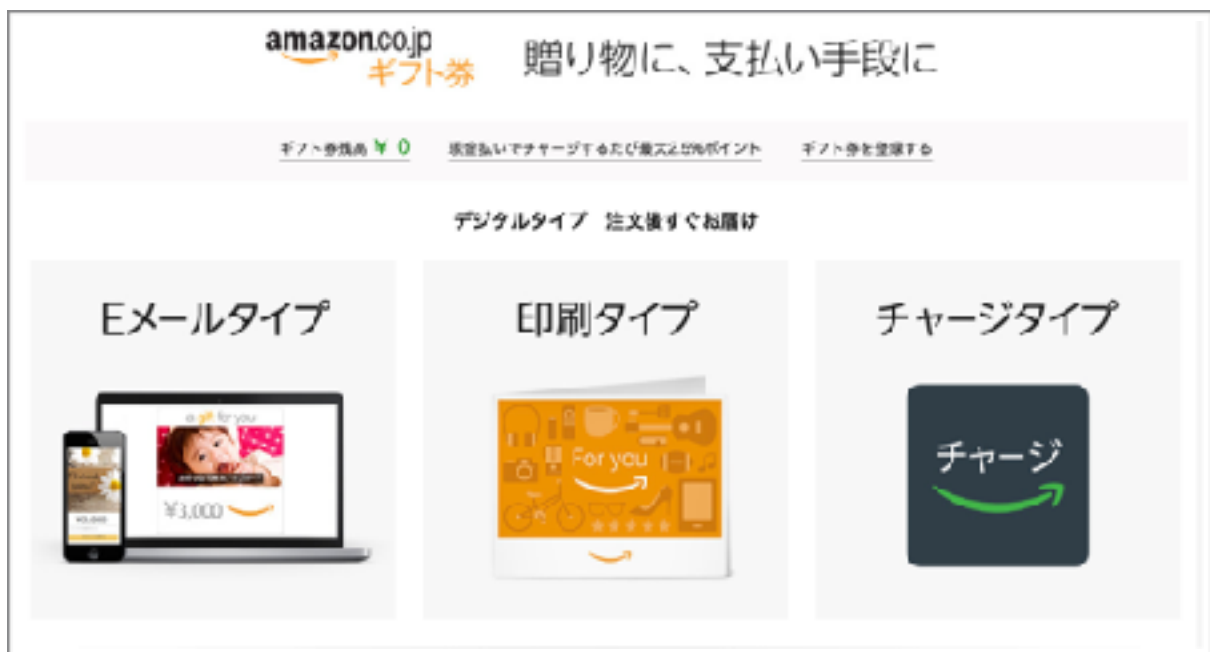 amazon.co.jp
ギフト券
贈り物に、支払い手段に
ギフト券残高 ¥ 0
現金払いでチャージするたび最大2.5%ポイント
ギフト券を登録する
デジタルタイプ 注文後すぐお届け
Eメールタイプ
印刷タイプ
チャージタイプ
a gift for you
¥3,000
For you
チャージ